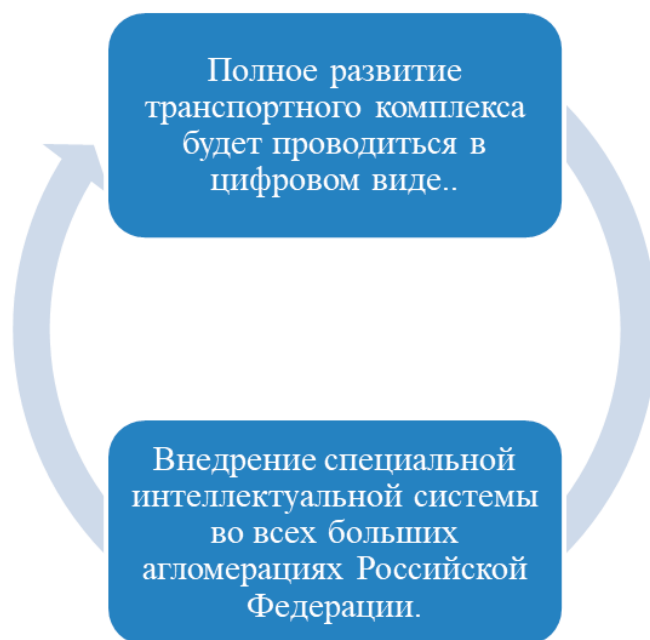 Полное развитие
транспортного комплекса
будет проводиться в
цифровом виде..
Внедрение специальной
интеллектуальной системы
во всех больших
агломерациях Российской
Федерации.